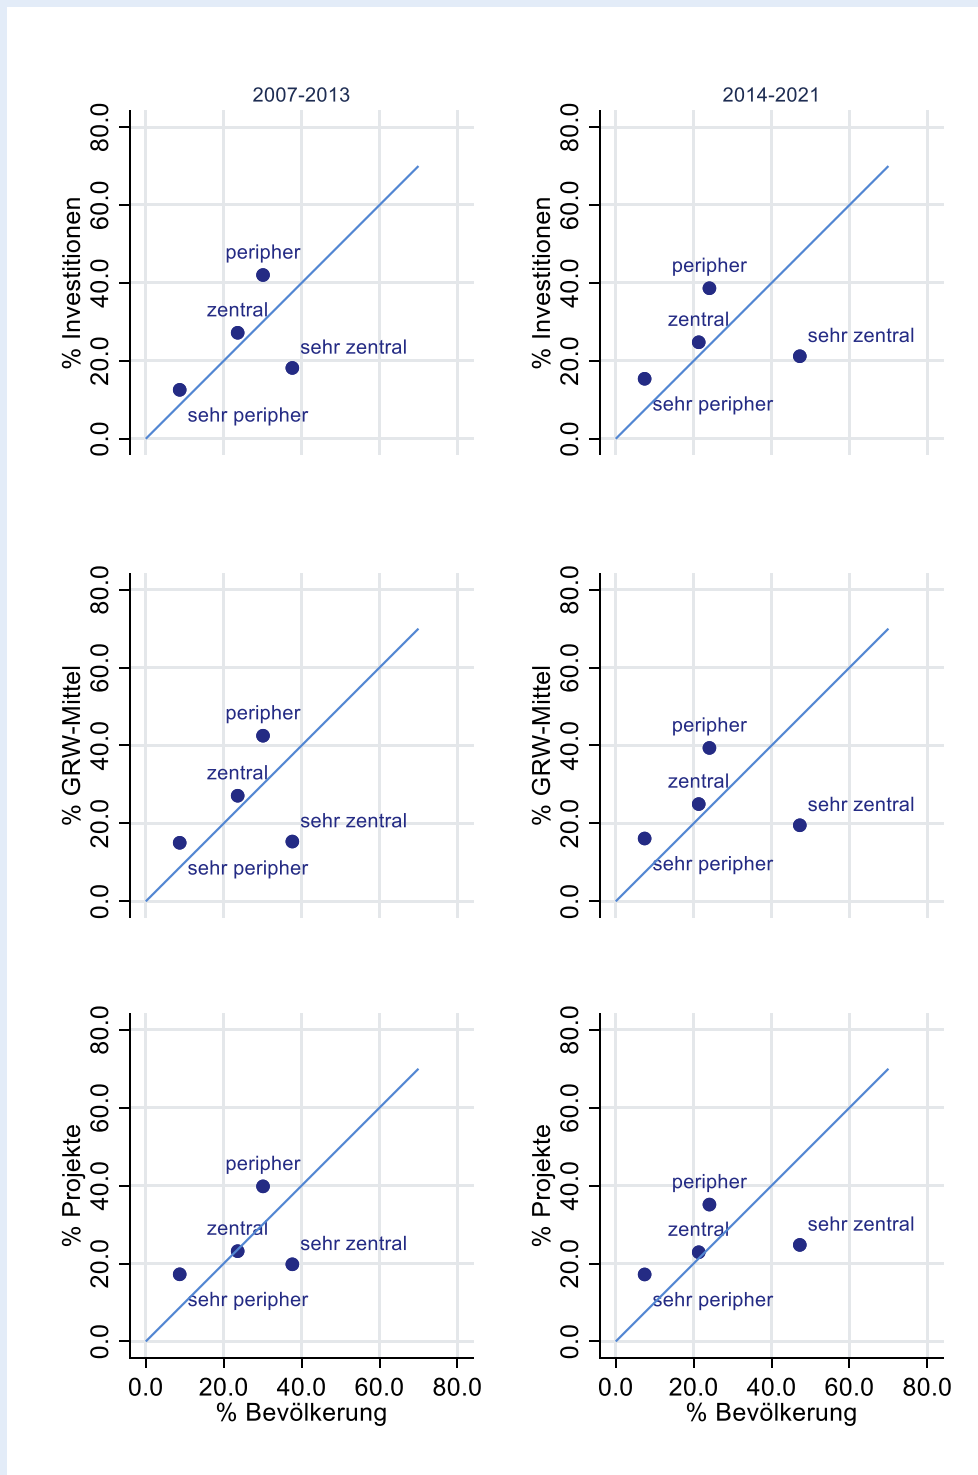 2007-2013
2014-2021
% Investitionen
80.0
60.0
40.0
20.0
0.0
peripher
zentral
sehr zentral
sehr peripher
% Investitionen
80.0
60.0
40.0
20.0
0.0
peripher
zentral
sehr zentral
sehr peripher
% GRW-Mittel
80.0
60.0
40.0
20.0
0.0
peripher
zentral
sehr zentral
sehr peripher
% GRW-Mittel
80.0
60.0
40.0
20.0
0.0
peripher
zentral
sehr zentral
sehr peripher
% Projekte
80.0
60.0
40.0
20.0
0.0
peripher
zentral
sehr zentral
sehr peripher
0.0 20.0 40.0 60.0 80.0
% Bevölkerung
% Projekte
80.0
60.0
40.0
20.0
0.0
peripher
zentral
sehr zentral
sehr peripher
0.0 20.0 40.0 60.0 80.0
% Bevölkerung